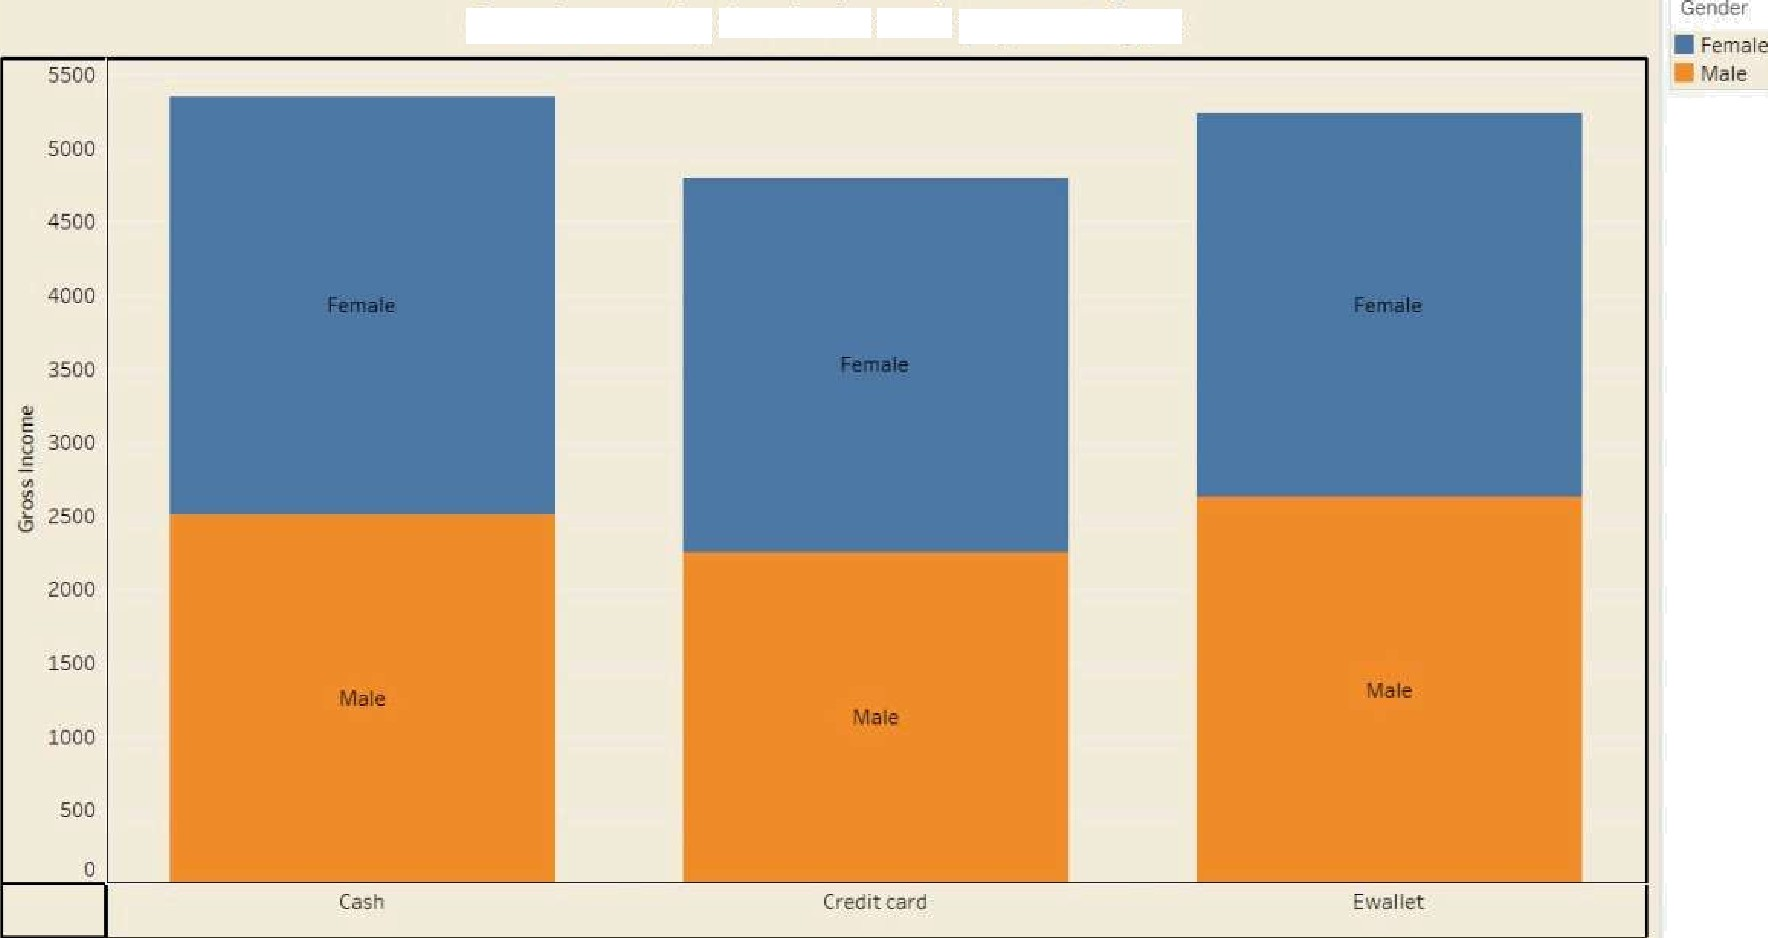 Gender
Female
Male
5500
5000
4500
4000
3500
3000
2500
2000
1500
1000
500
0
Gross Income
Female
Female
Female
Male
Male
Male
Cash
Credit card
Ewallet